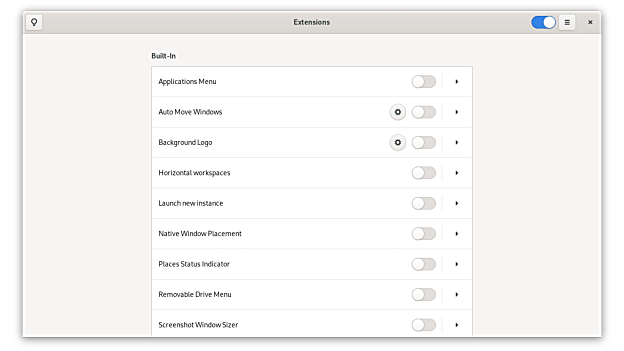 Extensions
Built-In
Applications Menu
Auto Move Windows
Background Logo
Horizontal workspaces
Launch new instance
Native Window Placement
Places Status Indicator
Removable Drive Menu
Screenshot Window Sizer